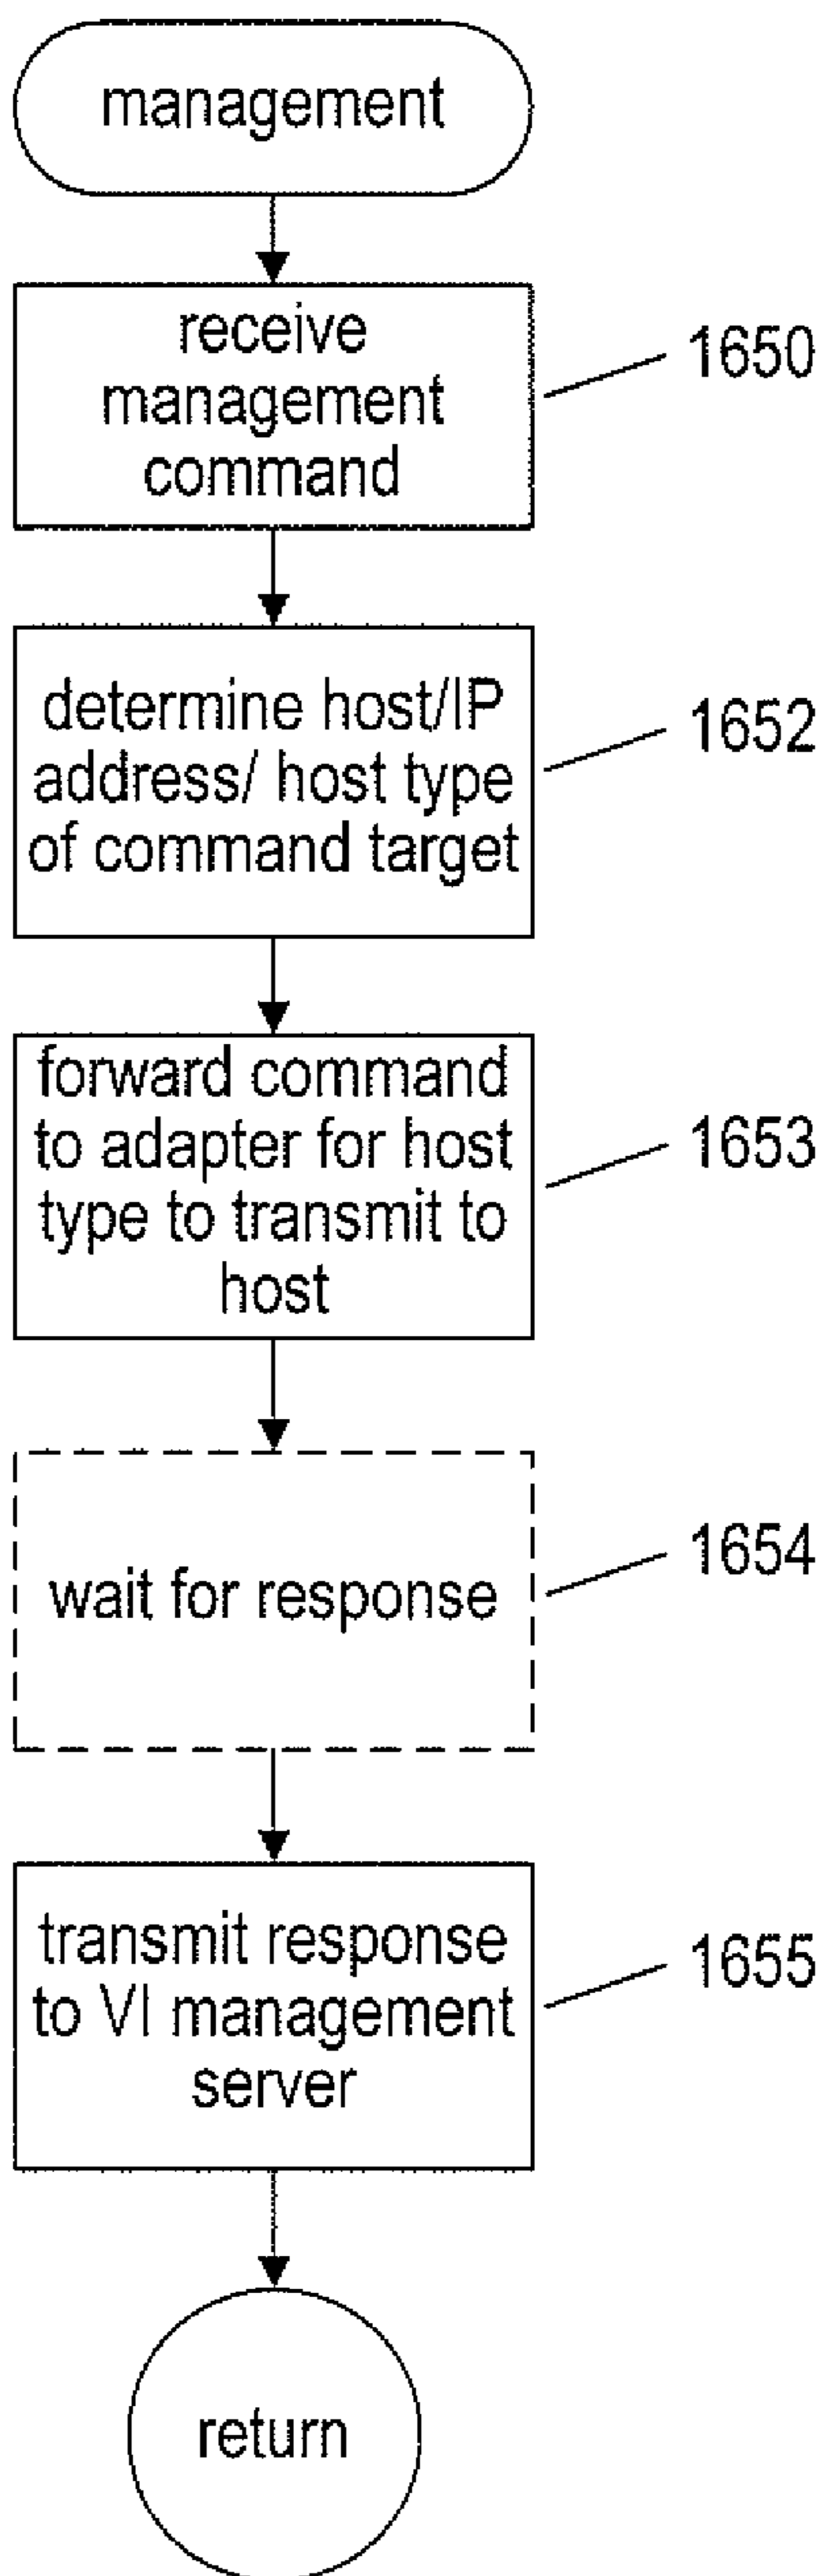 management
receive
management
command
1650
determine host/IP
address/ host type
of command target
1652
forward command
to adapter for host
type to transmit to
host
1653
wait for response
1654
transmit response
to VI management
server
1655
return